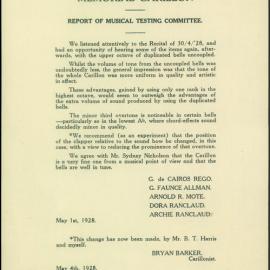 MEMORIAL CARILLON
REPORT OF MUSICAL TESTING COMMITTEE.
We listened attentively to the Recital of 30/4/'28, and
had an opportunity of hearing some of the items again, after-
wards, with the upper octave of duplicated bells uncoupled.
Whilst the volume of tone from the uncoupled bells was
undoubtedly less, the general impression was that the tone of
the whole Carillon was more uniform in quality and artistic
in effect.
These advantages, gained by using only one rank in the
highest octave, would seem to outweigh the advantages of
the extra volume of sound produced by using the duplicated
bells.
The minor third overtone is noticeable in certain bells
—particularly so in the lowest Ab, where chord-effects sound
decidedly minor in quality.
*We recommend (as an experiment) that the position
of the clapper relative to the sound bow be changed, in this
case, with a view to reducing the prominence of that overtone.
We agree with Mr. Sydney Nicholson that the Carillon
is a very fine one from a musical point of view and that the
bells are well in tune.
G. de CAIROS REGO.
G. FAUNCE ALLMAN.
ARNOLD R. MOTE.
DORA RANCLAUD.
ARCHIE RANCLAUD.
May 1st, 1928.
*This change has now been made, by Mr. B. T. Harris
and myself.
BRYAN BARKER,
Carillonist.
May 4th, 1928.